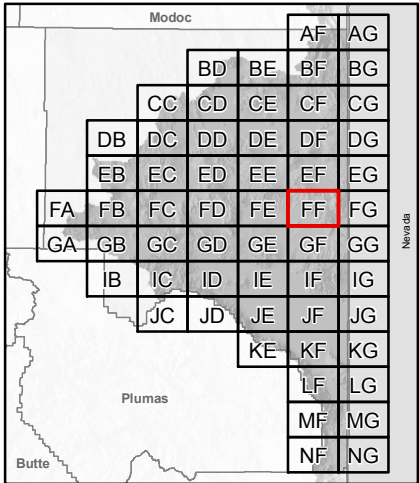 Modoc
AF AG
BD BE BF BG
CC CD CE CF CG
DB DC DD DE DF DG
EB EC ED EE EF EG
FA FB FC FD FE FF FG
Nevada
GA GB GC GD GE GF GG
IB IC ID IE IF IG
JC JD JE JF JG
KE KF KG
LF LG
Plumas
MF MG
Butte
NF NG